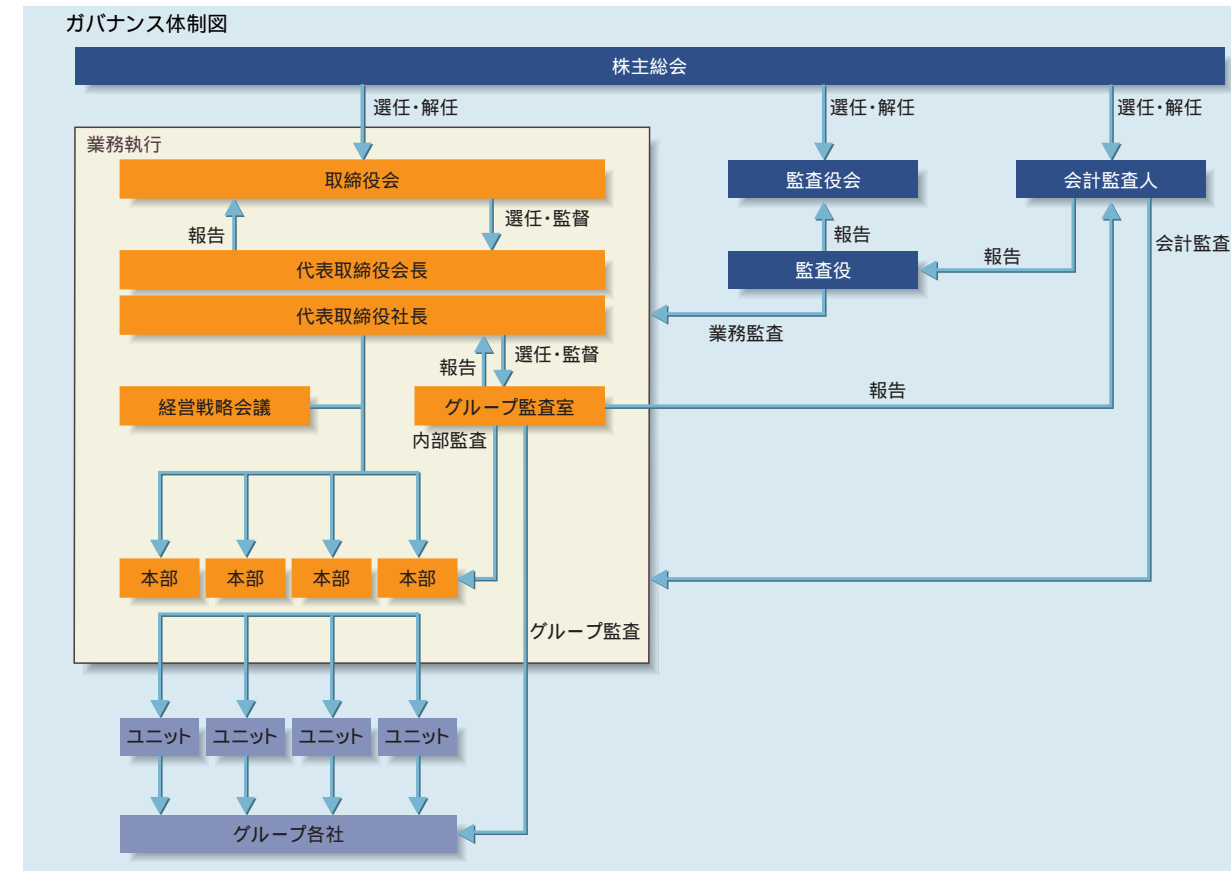 ガバナンス体制図
株主総会
選任・解任
選任・解任
選任・解任
業務執行
取締役会
監査役会
会計監査人
報告
選任・監督
報告
会計監査
報告
代表取締役会長
監査役
代表取締役社長
業務監査
報告
選任・監督
経営戦略会議
グループ監査室
報告
内部監査
本部
本部
本部
本部
グループ監査
ユニット
ユニット
ユニット
ユニット
グループ各社